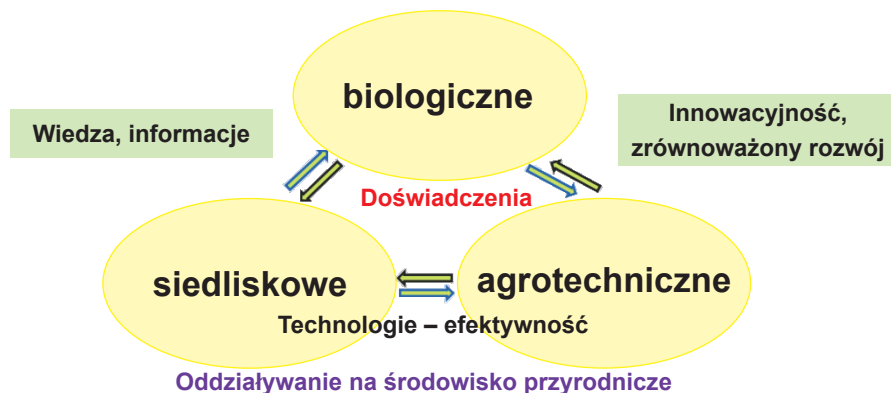 biologiczne
Wiedza, informacje
Innowacyjność,
zrównoważony rozwój
Doświadczenia
siedliskowe
agrotechniczne
Technologie – efektywność
Oddziaływanie na środowisko przyrodnicze